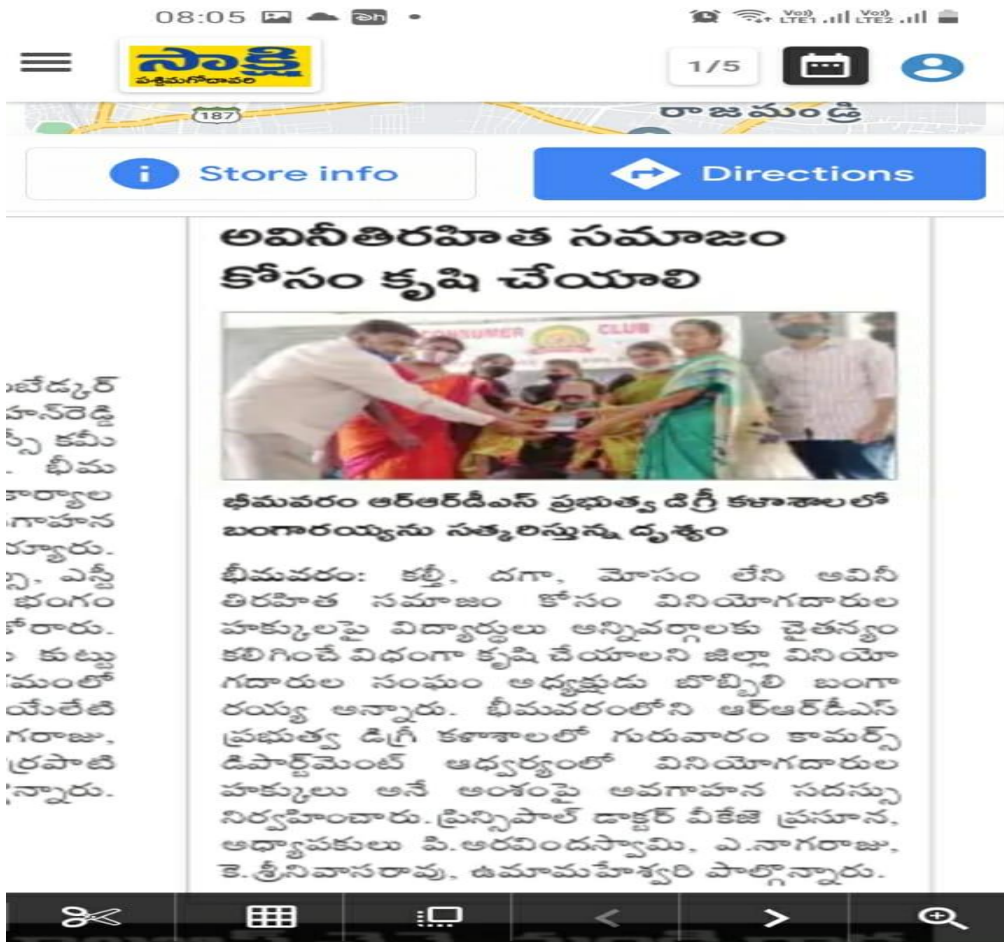 08:05
Vo)) LTE1 Vo)) LTE2
సాక్షి
పశ్చిమగోదావరి
1/5
187
రాజమండ్రి
Store info
Directions
అవినీతిరహిత సమాజం
కోసం కృషి చేయాలి
CONSUMER CLUB
భీమవరం ఆర్ఆర్‌డీఎస్ ప్రభుత్వ డిగ్రీ కళాశాలలో
బంగారయ్యను సత్కరిస్తున్న దృశ్యం
భీమవరం: కల్తీ, దగా, మోసం లేని అవినీ
తిరహిత సమాజం కోసం వినియోగదారుల
హక్కులపై విద్యార్థులు అన్నివర్గాలకు చైతన్యం
కలిగించే విధంగా కృషి చేయాలని జిల్లా వినియో
గదారుల సంఘం అధ్యక్షుడు బొబ్బిలి బంగా
రయ్య అన్నారు. భీమవరంలోని ఆర్ఆర్‌డీఎస్
ప్రభుత్వ డిగ్రీ కళాశాలలో గురువారం కామర్స్
డిపార్ట్‌మెంట్ ఆధ్వర్యంలో వినియోగదారుల
హక్కులు అనే అంశంపై అవగాహన సదస్సు
నిర్వహించారు. ప్రిన్సిపాల్ డాక్టర్ వీకేజె ప్రసూన,
అధ్యాపకులు పి.అరవిందస్వామి, ఎ.నాగరాజు,
కె.శ్రీనివాసరావు, ఉమామహేశ్వరి పాల్గొన్నారు.